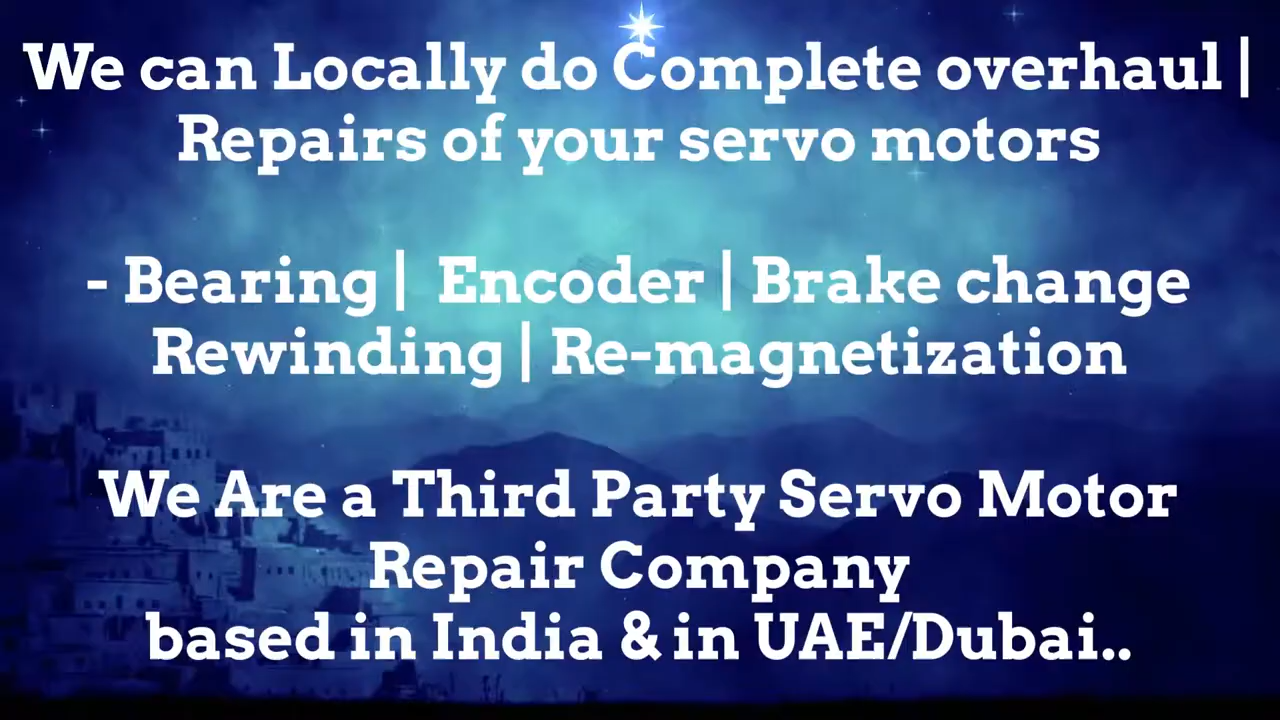 We can Locally do Complete overhaul |
Repairs of your servo motors
- Bearing | Encoder | Brake change
Rewinding | Re-magnetization
We Are a Third Party Servo Motor
Repair Company
based in India & in UAE/Dubai..